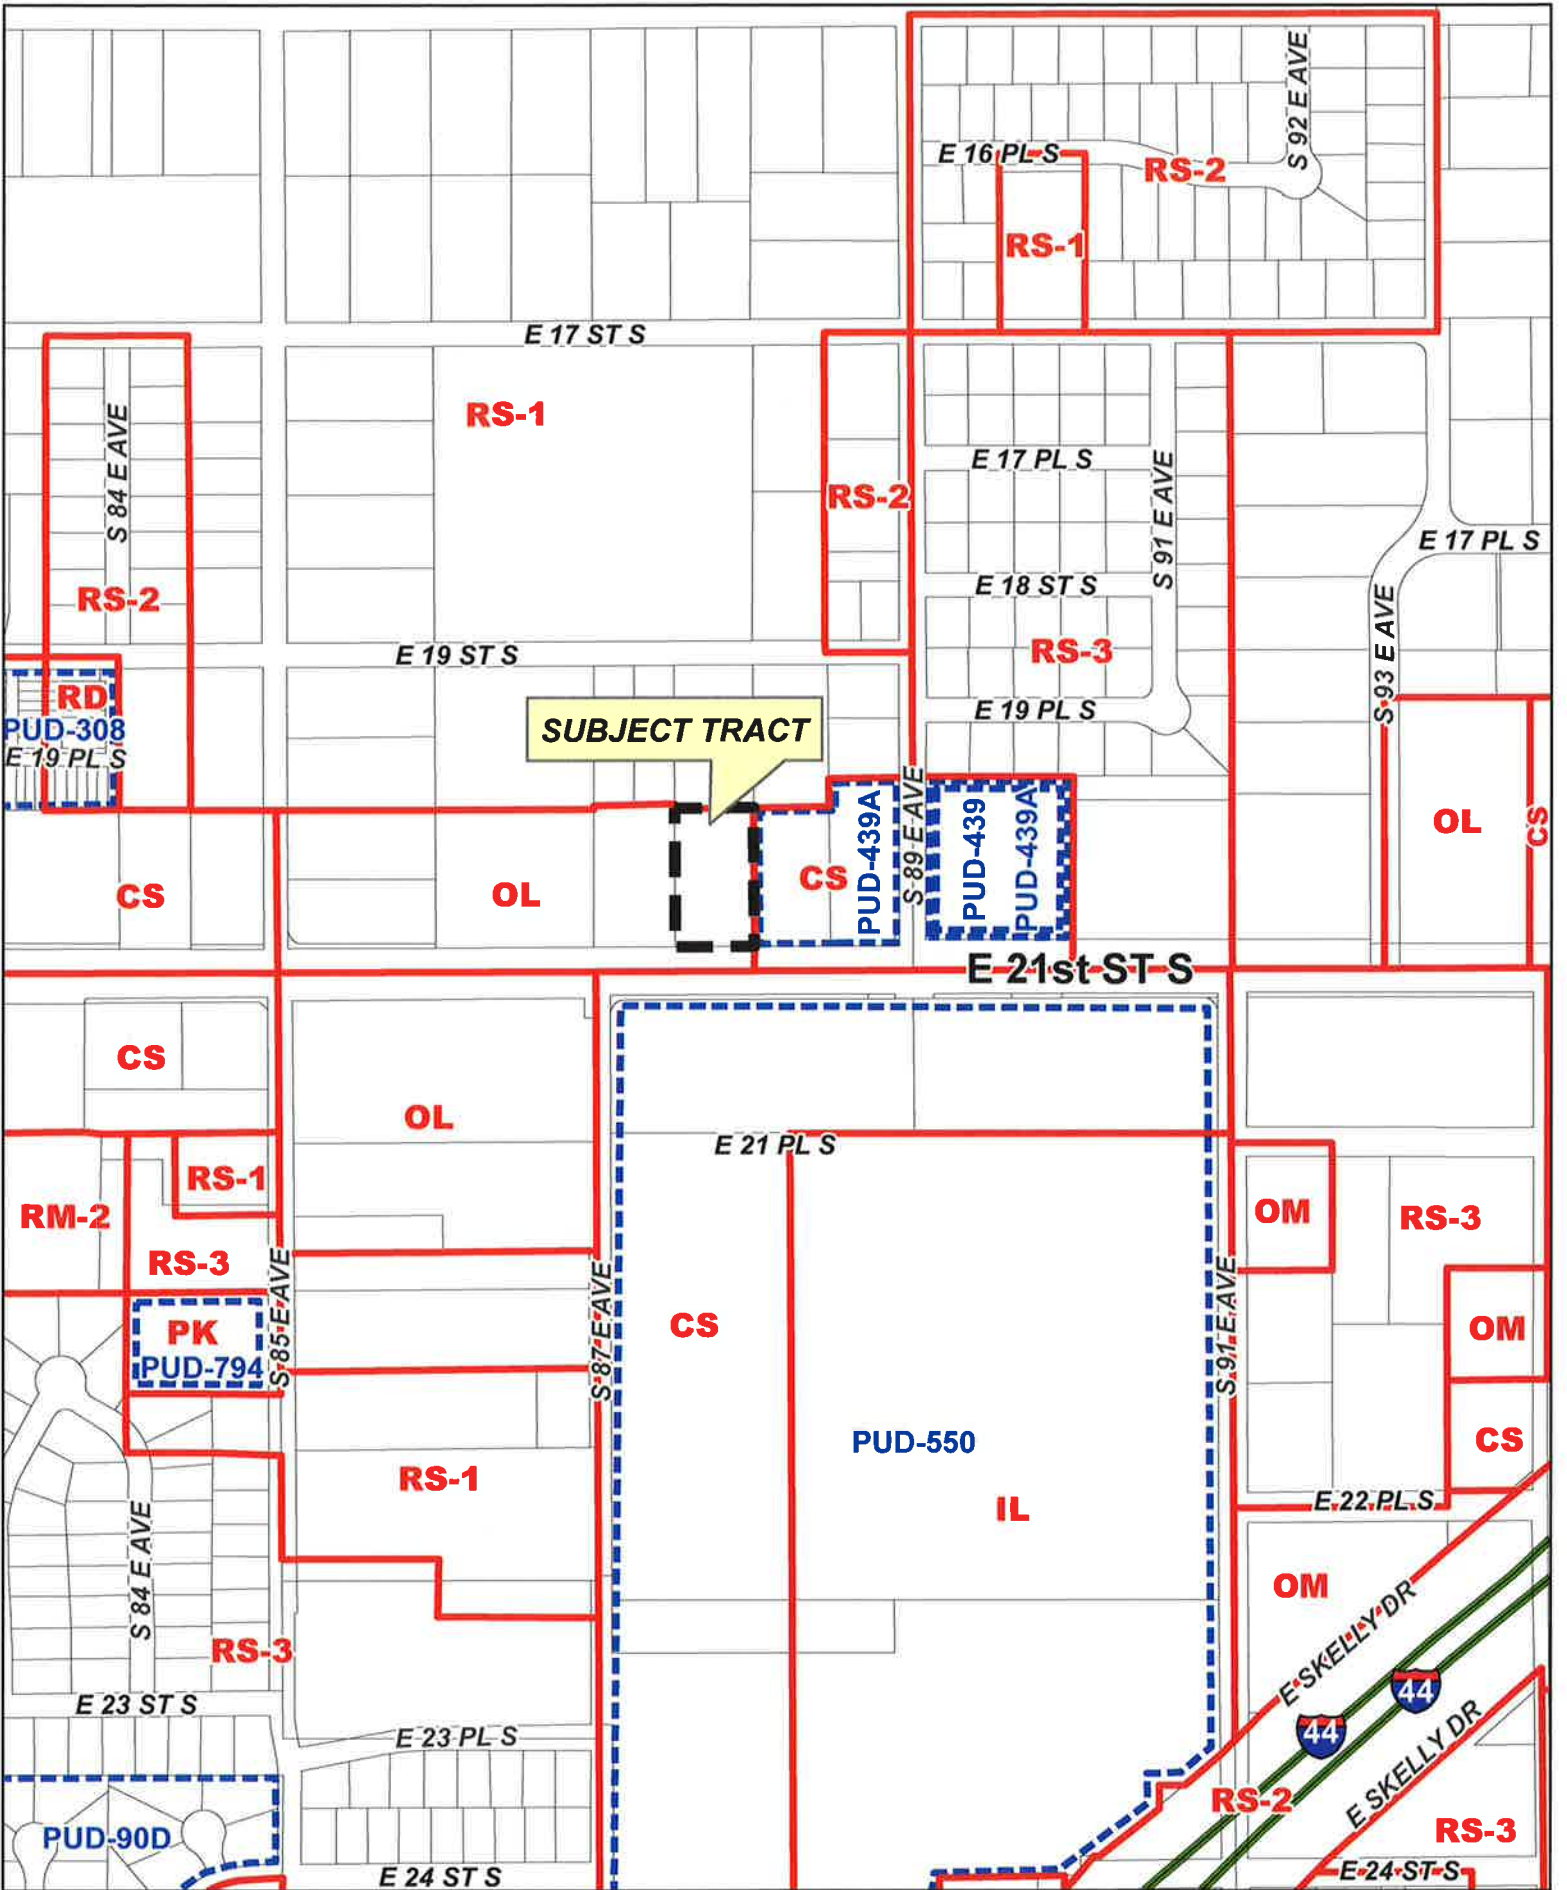 S 92 E AVE
E 16 PL S
RS-2
RS-1
E 17 ST S
RS-1
S 84 E AVE
E 17 PL S
S 91 E AVE
RS-2
E 17 PL S
E 18 ST S
RS-2
S 93 E AVE
E 19 ST S
RS-3
RD
PUD-308
E 19 PL S
SUBJECT TRACT
E 19 PL S
S 89 E AVE
PUD-439A
PUD-439
PUD-439A
OL
CS
CS
OL
CS
E 21st ST S
CS
OL
E 21 PL S
RS-1
RM-2
OM
RS-3
RS-3
S 85 E AVE
S 87 E AVE
S 91 E AVE
PK
PUD-794
CS
OM
PUD-550
CS
RS-1
IL
E 22 PL S
S 84 E AVE
OM
E SKELLY DR
RS-3
44
E 23 ST S
44
E 23 PL S
E SKELLY DR
RS-2
RS-3
PUD-90D
E 24 ST S
E 24 ST S